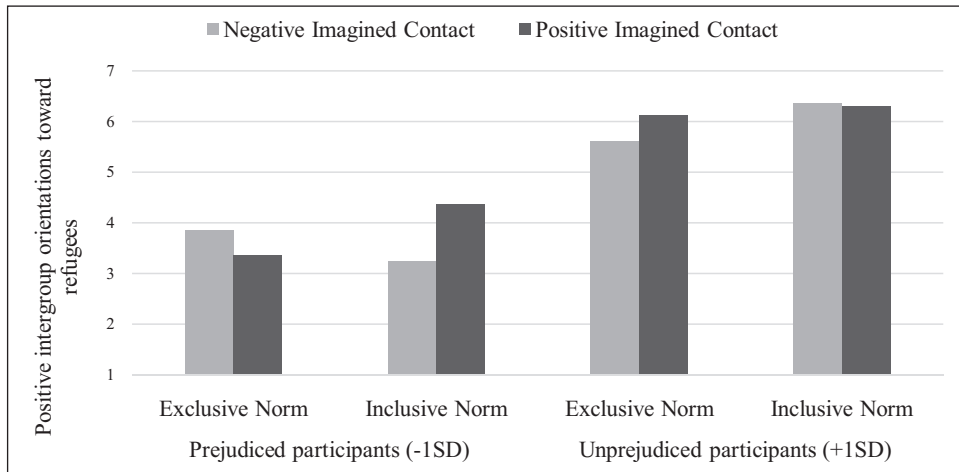 Negative Imagined Contact Positive Imagined Contact
Positive intergroup orientations toward
refugees
7
6
5
4
3
2
1
Exclusive Norm Inclusive Norm Exclusive Norm Inclusive Norm
Prejudiced participants (-1SD) Unprejudiced participants (+1SD)